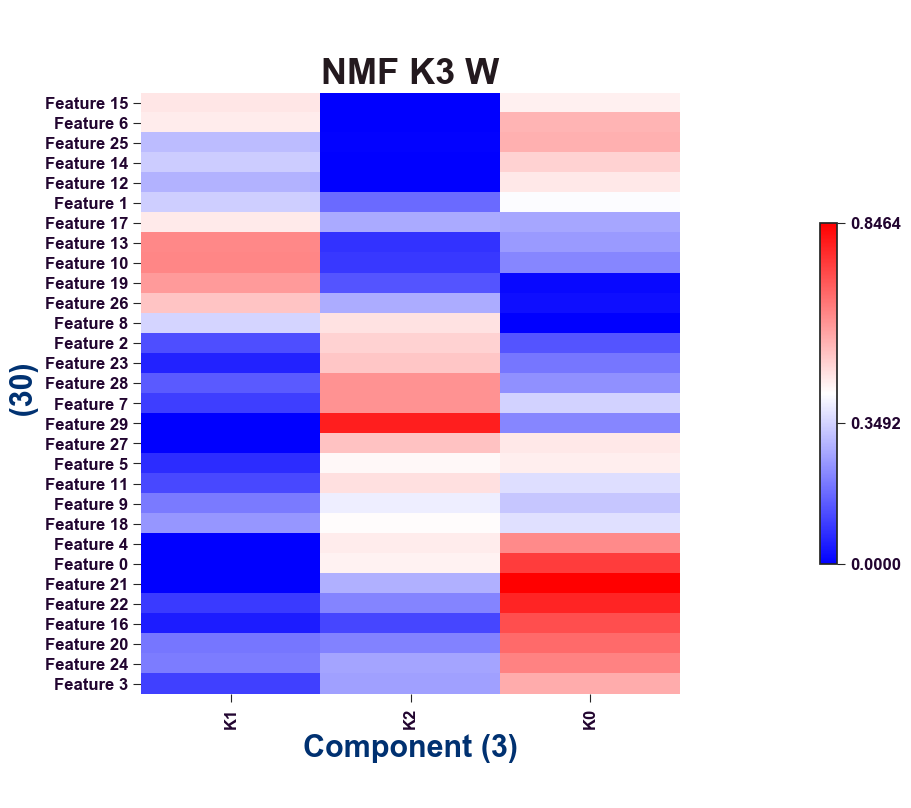 NMF K3 W
Feature 15
Feature 6
Feature 25
Feature 14
Feature 12
Feature 1
Feature 17
Feature 13
Feature 10
Feature 19
Feature 26
Feature 8
Feature 2
Feature 23
Feature 28
Feature 7
Feature 29
Feature 27
Feature 5
Feature 11
Feature 9
Feature 18
Feature 4
Feature 0
Feature 21
Feature 22
Feature 16
Feature 20
Feature 24
Feature 3
(30)
K1
K2
K0
Component (3)
0.8464
0.3492
0.0000